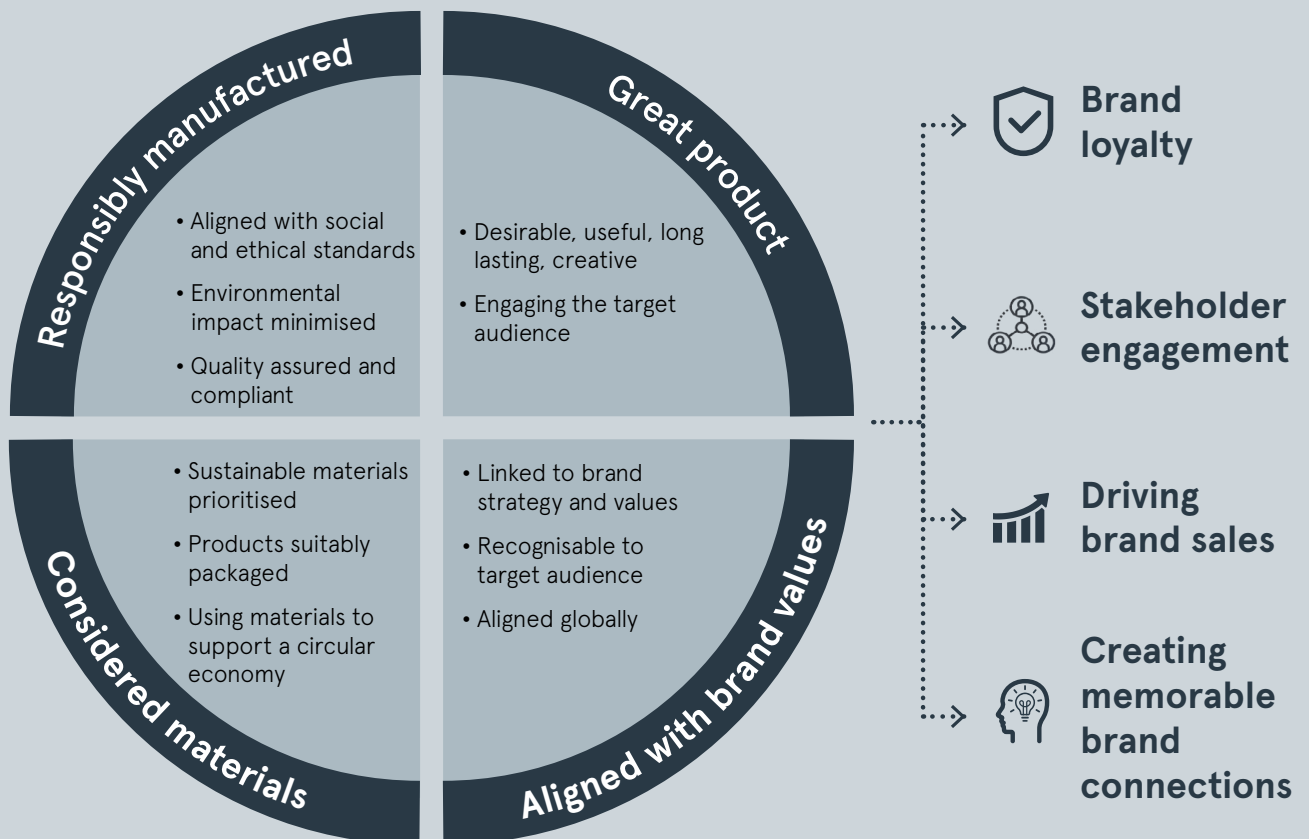 Responsibly manufactured
• Aligned with social
and ethical standards
• Environmental
impact minimised
• Quality assured and
compliant
Great product
• Desirable, useful, long
lasting, creative
• Engaging the target
audience
Considered materials
• Sustainable materials
prioritised
• Products suitably
packaged
• Using materials to
support a circular
economy
Aligned with brand values
• Linked to brand
strategy and values
• Recognisable to
target audience
• Aligned globally
Brand
loyalty
Stakeholder
engagement
Driving
brand sales
Creating
memorable
brand
connections